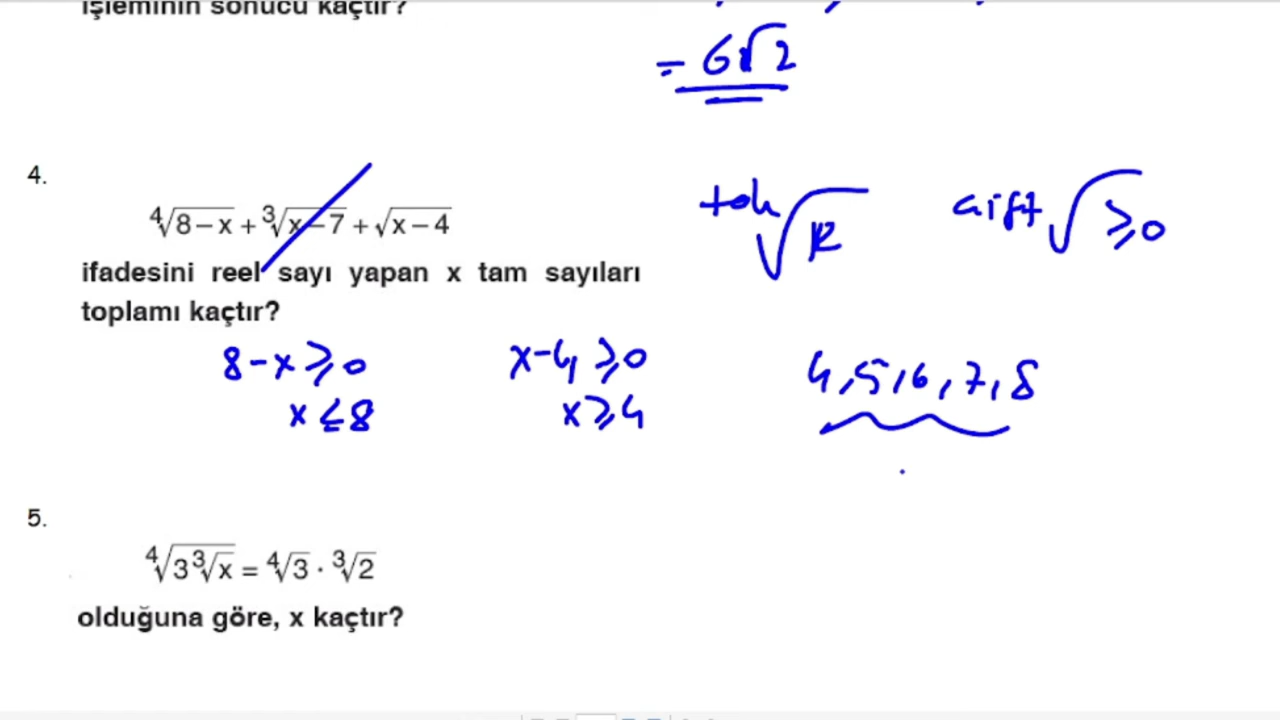 işleminin sonucu kaçtır?
= 6√2
4.
⁴√(8−x) + ³√(x−7) + √(x−4)
tek √R çift √ ≥0
ifadesini reel sayı yapan x tam sayıları
toplamı kaçtır?
8-x ≥0 x-4 ≥0 4,5,6,7,8
x ≤ 8 x≥4
5.
⁴√(3³√x) = ⁴√3 · ³√2
olduğuna göre, x kaçtır?